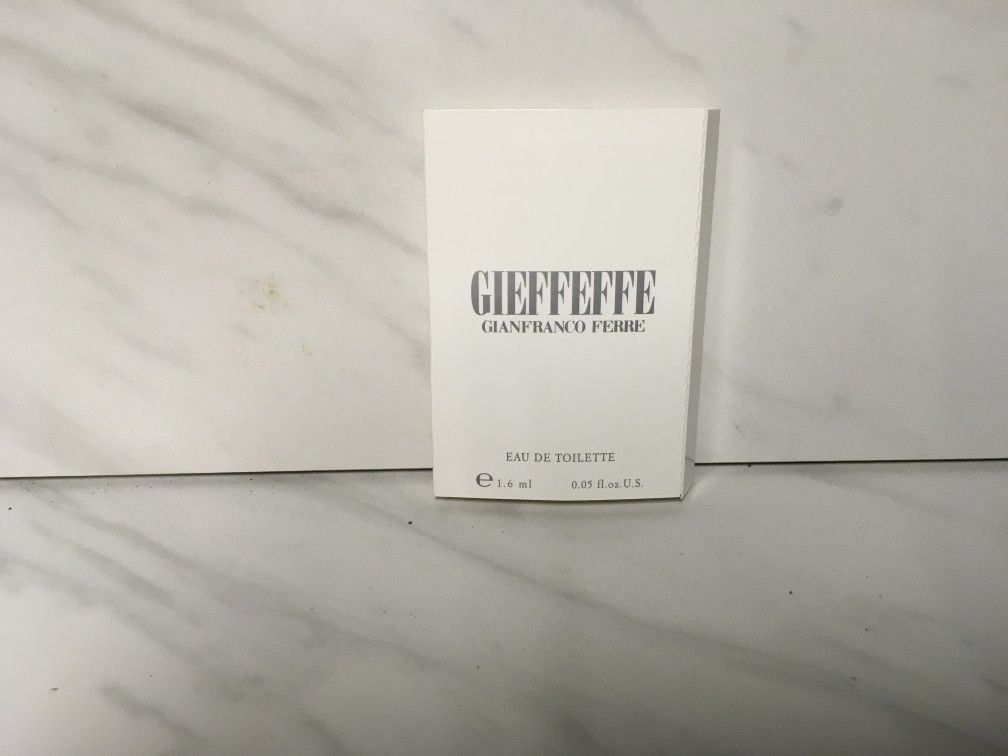 GIEFFEFFE
GIANFRANCO FERRE
EAU DE TOILETTE
℮ 1.6 ml 0.05 fl.oz.U.S.